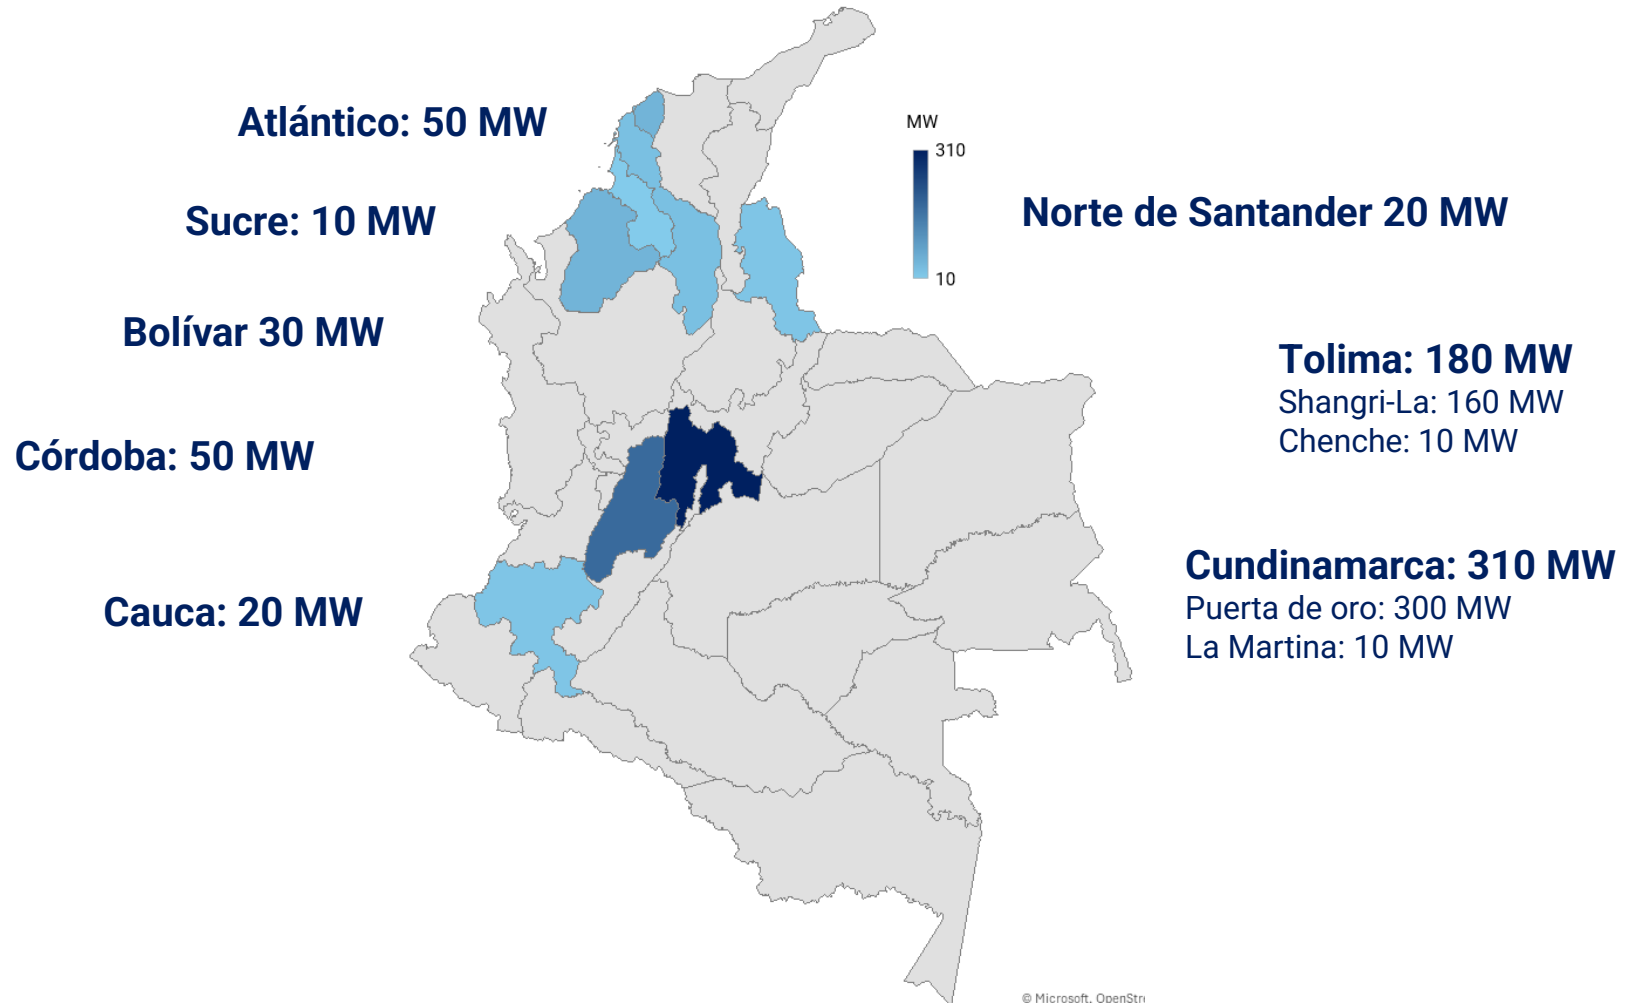 Atlántico: 50 MW
Sucre: 10 MW
Bolívar 30 MW
Córdoba: 50 MW
Cauca: 20 MW
MW
310
10
Norte de Santander 20 MW
Tolima: 180 MW
Shangri-La: 160 MW
Chenche: 10 MW
Cundinamarca: 310 MW
Puerta de oro: 300 MW
La Martina: 10 MW
© Microsoft, OpenStr